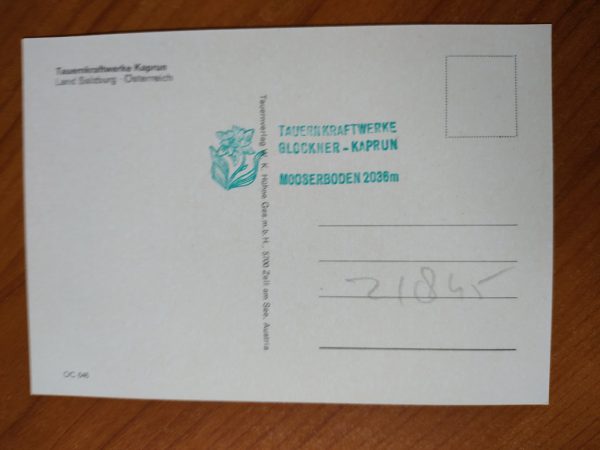 Tauernkraftwerke Kaprun
Land Salzburg · Österreich
Tauernverlag W. K. Höhne Ges.m.b.H., 5700 Zell am See, Austria
TAUERNKRAFTWERKE
GLOCKNER - KAPRUN
MOOSERBODEN 2036m
21845
OC 046